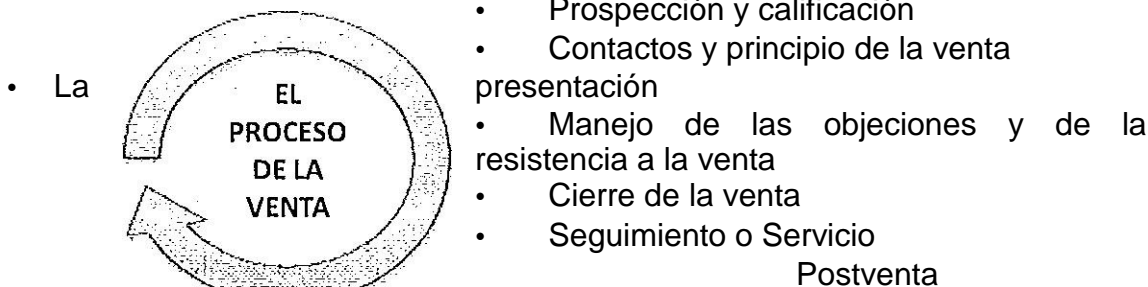 • Prospección y calificación
• Contactos y principio de la venta
• La presentación
EL
PROCESO
DE LA
VENTA
• Manejo de las objeciones y de la
resistencia a la venta
• Cierre de la venta
• Seguimiento o Servicio
Postventa